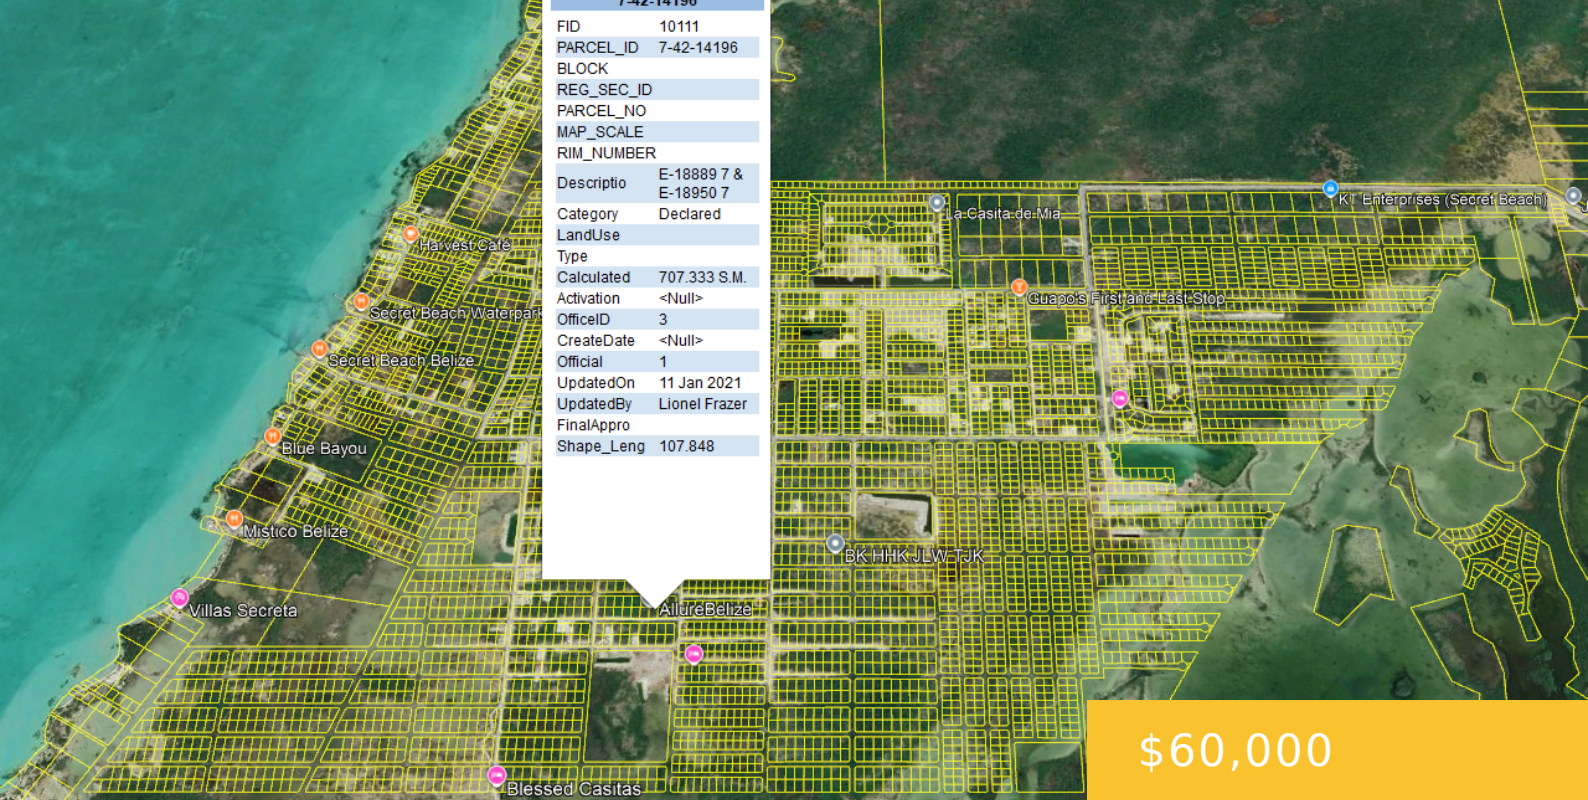 7-42-14196
FID 10111
PARCEL_ID 7-42-14196
BLOCK
REG_SEC_ID
PARCEL_NO
MAP_SCALE
RIM_NUMBER
Descriptio E-18889 7 &
E-18950 7
Category Declared
LandUse
Type
Calculated 707.333 S.M.
Activation <Null>
OfficeID 3
CreateDate <Null>
Official 1
UpdatedOn 11 Jan 2021
UpdatedBy Lionel Frazer
FinalAppro
Shape_Leng 107.848
KT Enterprises (Secret Beach)
La Casita de Mia
Harvest Café
Guapo's First and Last Stop
Secret Beach Waterpark
Secret Beach Belize
Blue Bayou
Mistico Belize
BK HHK JLW TJK
Villas Secreta
AllureBelize
Blessed Casitas
$60,000